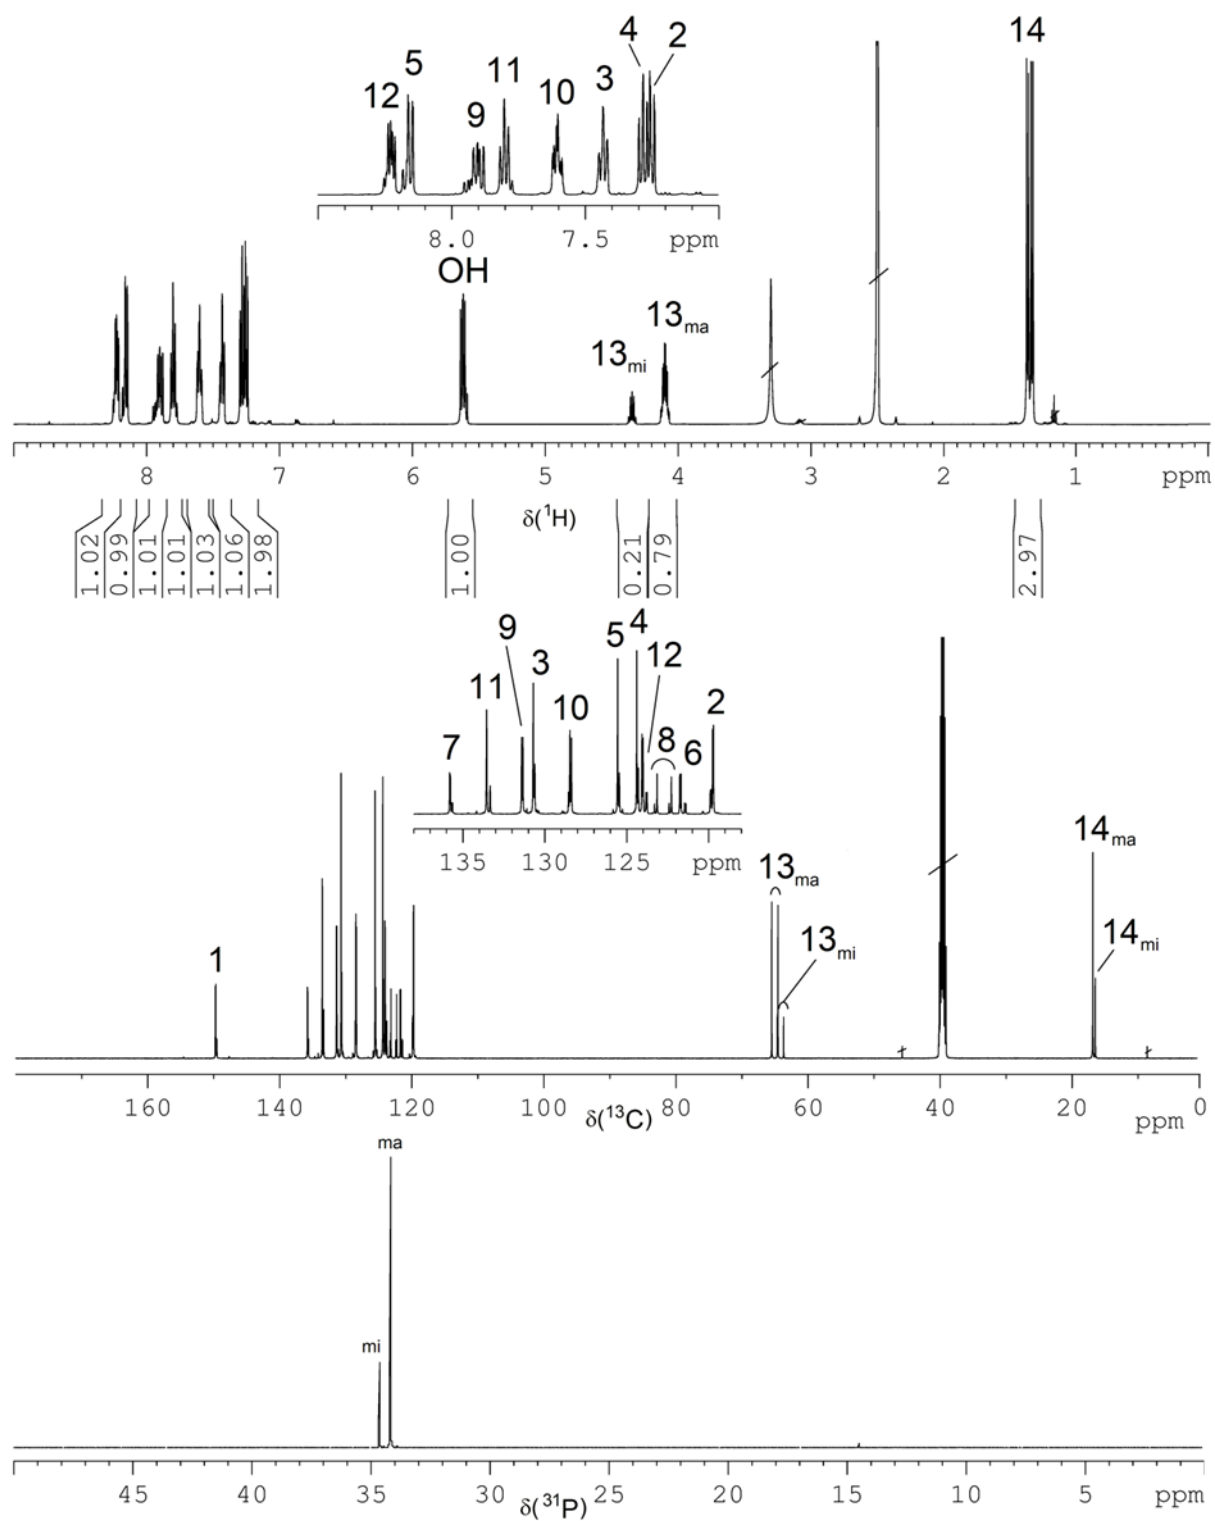 4 2
14
5
11
12
10
3
9
8.0 7.5 ppm
OH
13ma
13mi
8 7 6 5 4 3 2 1 ppm
δ(¹H)
1.02 0.99 1.01 1.01 1.03 1.06 1.98 1.00 0.21 0.79 2.97
9 5 4
12
3
11
10
2
7
8
6
135 130 125 ppm
14ma
13ma
1
13mi
14mi
160 140 120 100 80 60 40 20 0
δ(¹³C) ppm
ma
mi
45 40 35 30 25 20 15 10 5 ppm
δ(³¹P)